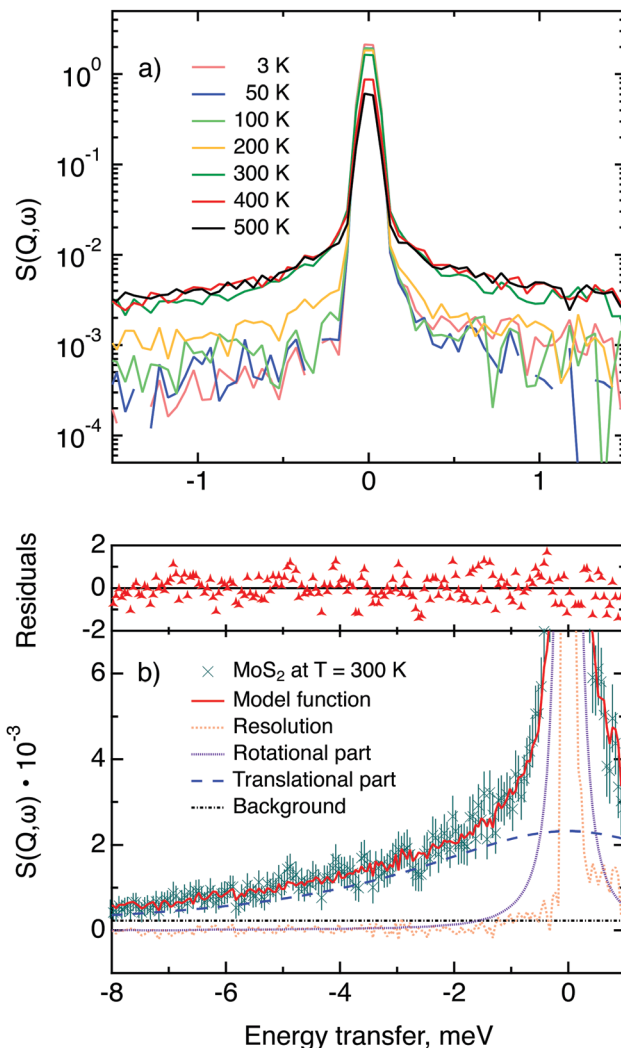 a)
3 K
50 K
100 K
200 K
300 K
400 K
500 K
S(Q,ω)
10⁰
10⁻¹
10⁻²
10⁻³
10⁻⁴
-1 0 1
Residuals
2
0
-2
b)
MoS₂ at T = 300 K
Model function
Resolution
Rotational part
Translational part
Background
S(Q,ω) · 10⁻³
6
4
2
0
-8 -6 -4 -2 0
Energy transfer, meV